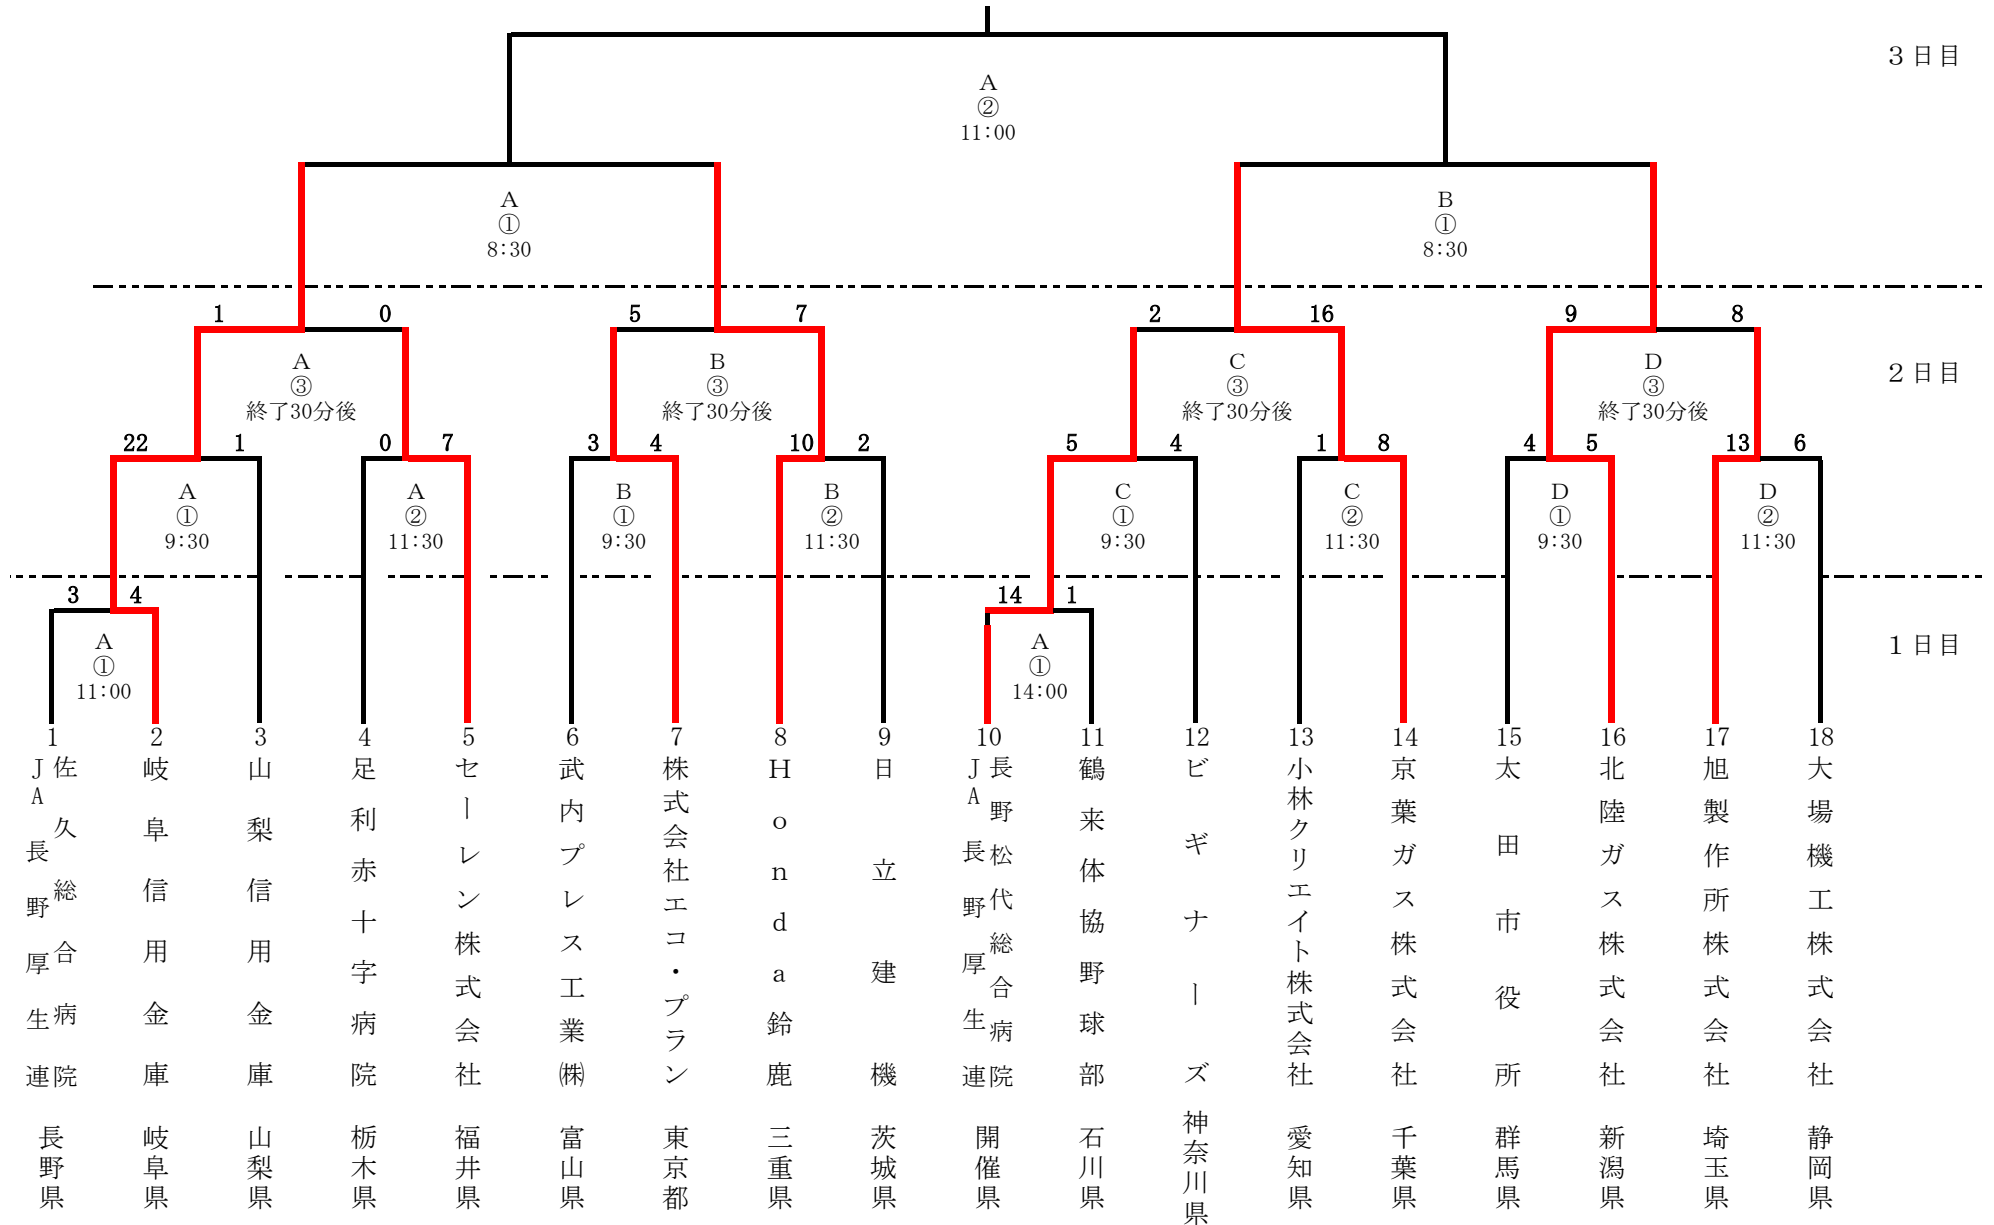 3日目
A
②
11:00
A
①
8:30
B
①
8:30
1 0 5 7 2 16 9 8
A
③
終了30分後
B
③
終了30分後
C
③
終了30分後
D
③
終了30分後
2日目
22 1 0 7 3 4 10 2 5 4 1 8 4 5 13 6
A
①
9:30
A
②
11:30
B
①
9:30
B
②
11:30
C
①
9:30
C
②
11:30
D
①
9:30
D
②
11:30
3 4 14 1
A
①
11:00
A
①
14:00
1日目
1
JA長野厚生連
佐久総合病院
長野県
2
岐阜信用金庫
岐阜県
3
山梨信用金庫
山梨県
4
足利赤十字病院
栃木県
5
セーレン株式会社
福井県
6
武内プレス工業㈱
富山県
7
株式会社エコ・プラン
東京都
8
Honda鈴鹿
三重県
9
日立建機
茨城県
10
JA長野厚生連
長野松代総合病院
開催県
11
鶴来体協野球部
石川県
12
ビギナーズ
神奈川県
13
小林クリエイト株式会社
愛知県
14
京葉ガス株式会社
千葉県
15
太田市役所
群馬県
16
北陸ガス株式会社
新潟県
17
旭製作所株式会社
埼玉県
18
大場機工株式会社
静岡県